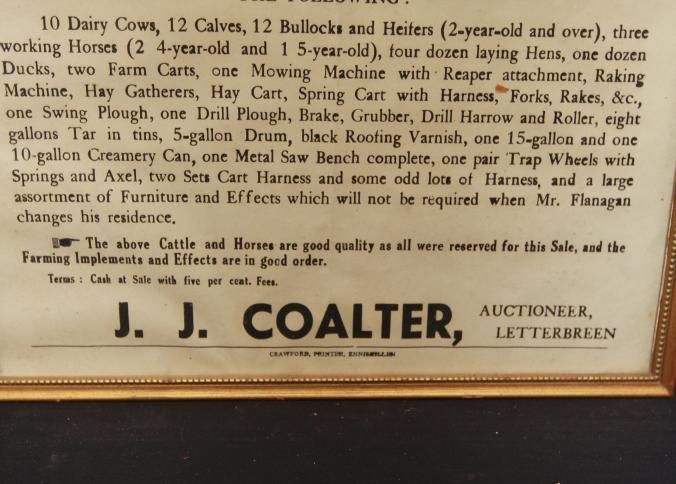 THE FOLLOWING :
10 Dairy Cows, 12 Calves, 12 Bullocks and Heifers (2-year-old and over), three
working Horses (2 4-year-old and 1 5-year-old), four dozen laying Hens, one dozen
Ducks, two Farm Carts, one Mowing Machine with Reaper attachment, Raking
Machine, Hay Gatherers, Hay Cart, Spring Cart with Harness, Forks, Rakes, &c.,
one Swing Plough, one Drill Plough, Brake, Grubber, Drill Harrow and Roller, eight
gallons Tar in tins, 5-gallon Drum, black Roofing Varnish, one 15-gallon and one
10-gallon Creamery Can, one Metal Saw Bench complete, one pair Trap Wheels with
Springs and Axel, two Sets Cart Harness and some odd lots of Harness, and a large
assortment of Furniture and Effects which will not be required when Mr. Flanagan
changes his residence.
☛ The above Cattle and Horses are good quality as all were reserved for this Sale, and the
Farming Implements and Effects are in good order.
Terms : Cash at Sale with five per cent. Fees.
J. J. COALTER, AUCTIONEER,
LETTERBREEN
CRAWFORD, PRINTER, ENNISKILLEN